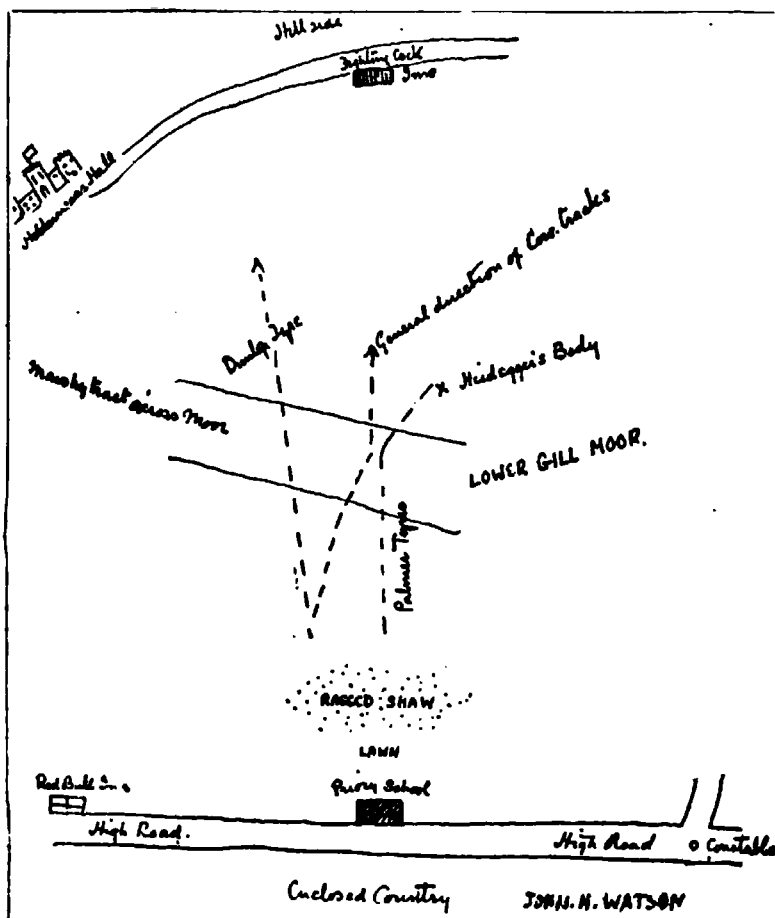 Hill side
Fighting Cock
Inn
Holdernesse Hall
General direction of Cow. tracks
Dunlop Tyre
Heidegger's Body
Marshy tract across Moor
LOWER GILL MOOR.
Palmer Tyres
RAGGED SHAW
LAWN
Red Bull Inn
Priory School
High Road.
High Road
Constable
Enclosed Country
JOHN. H. WATSON